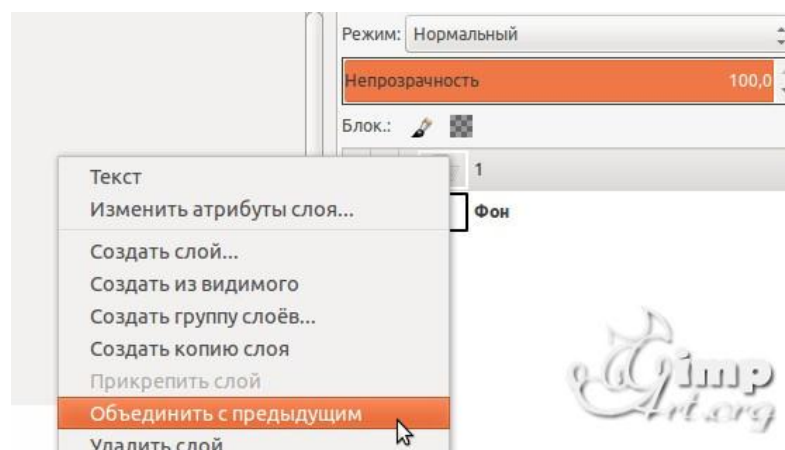 Режим: Нормальный
Непрозрачность 100,0
Блок.:
1
Фон
Текст
Изменить атрибуты слоя...
Создать слой...
Создать из видимого
Создать группу слоёв...
Создать копию слоя
Прикрепить слой
Объединить с предыдущим
Удалить слой
Gimp
Art.org